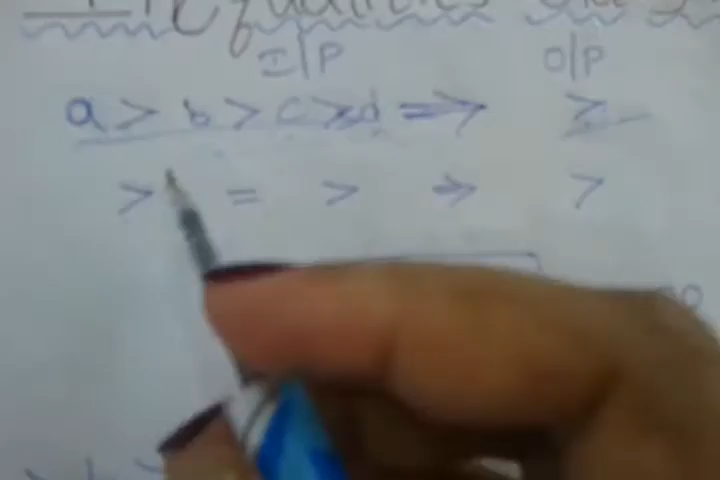 Inequalities
I|P O|P
a > b > c > d ⇒ >
> = > → >